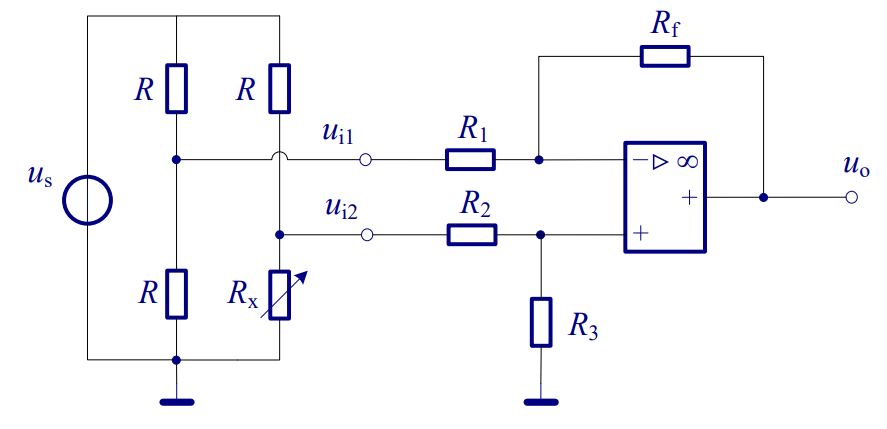 R_f
R R
u_i1 R_1
− ▷ ∞
u_s u_o
u_i2 R_2 +
+
R R_x
R_3